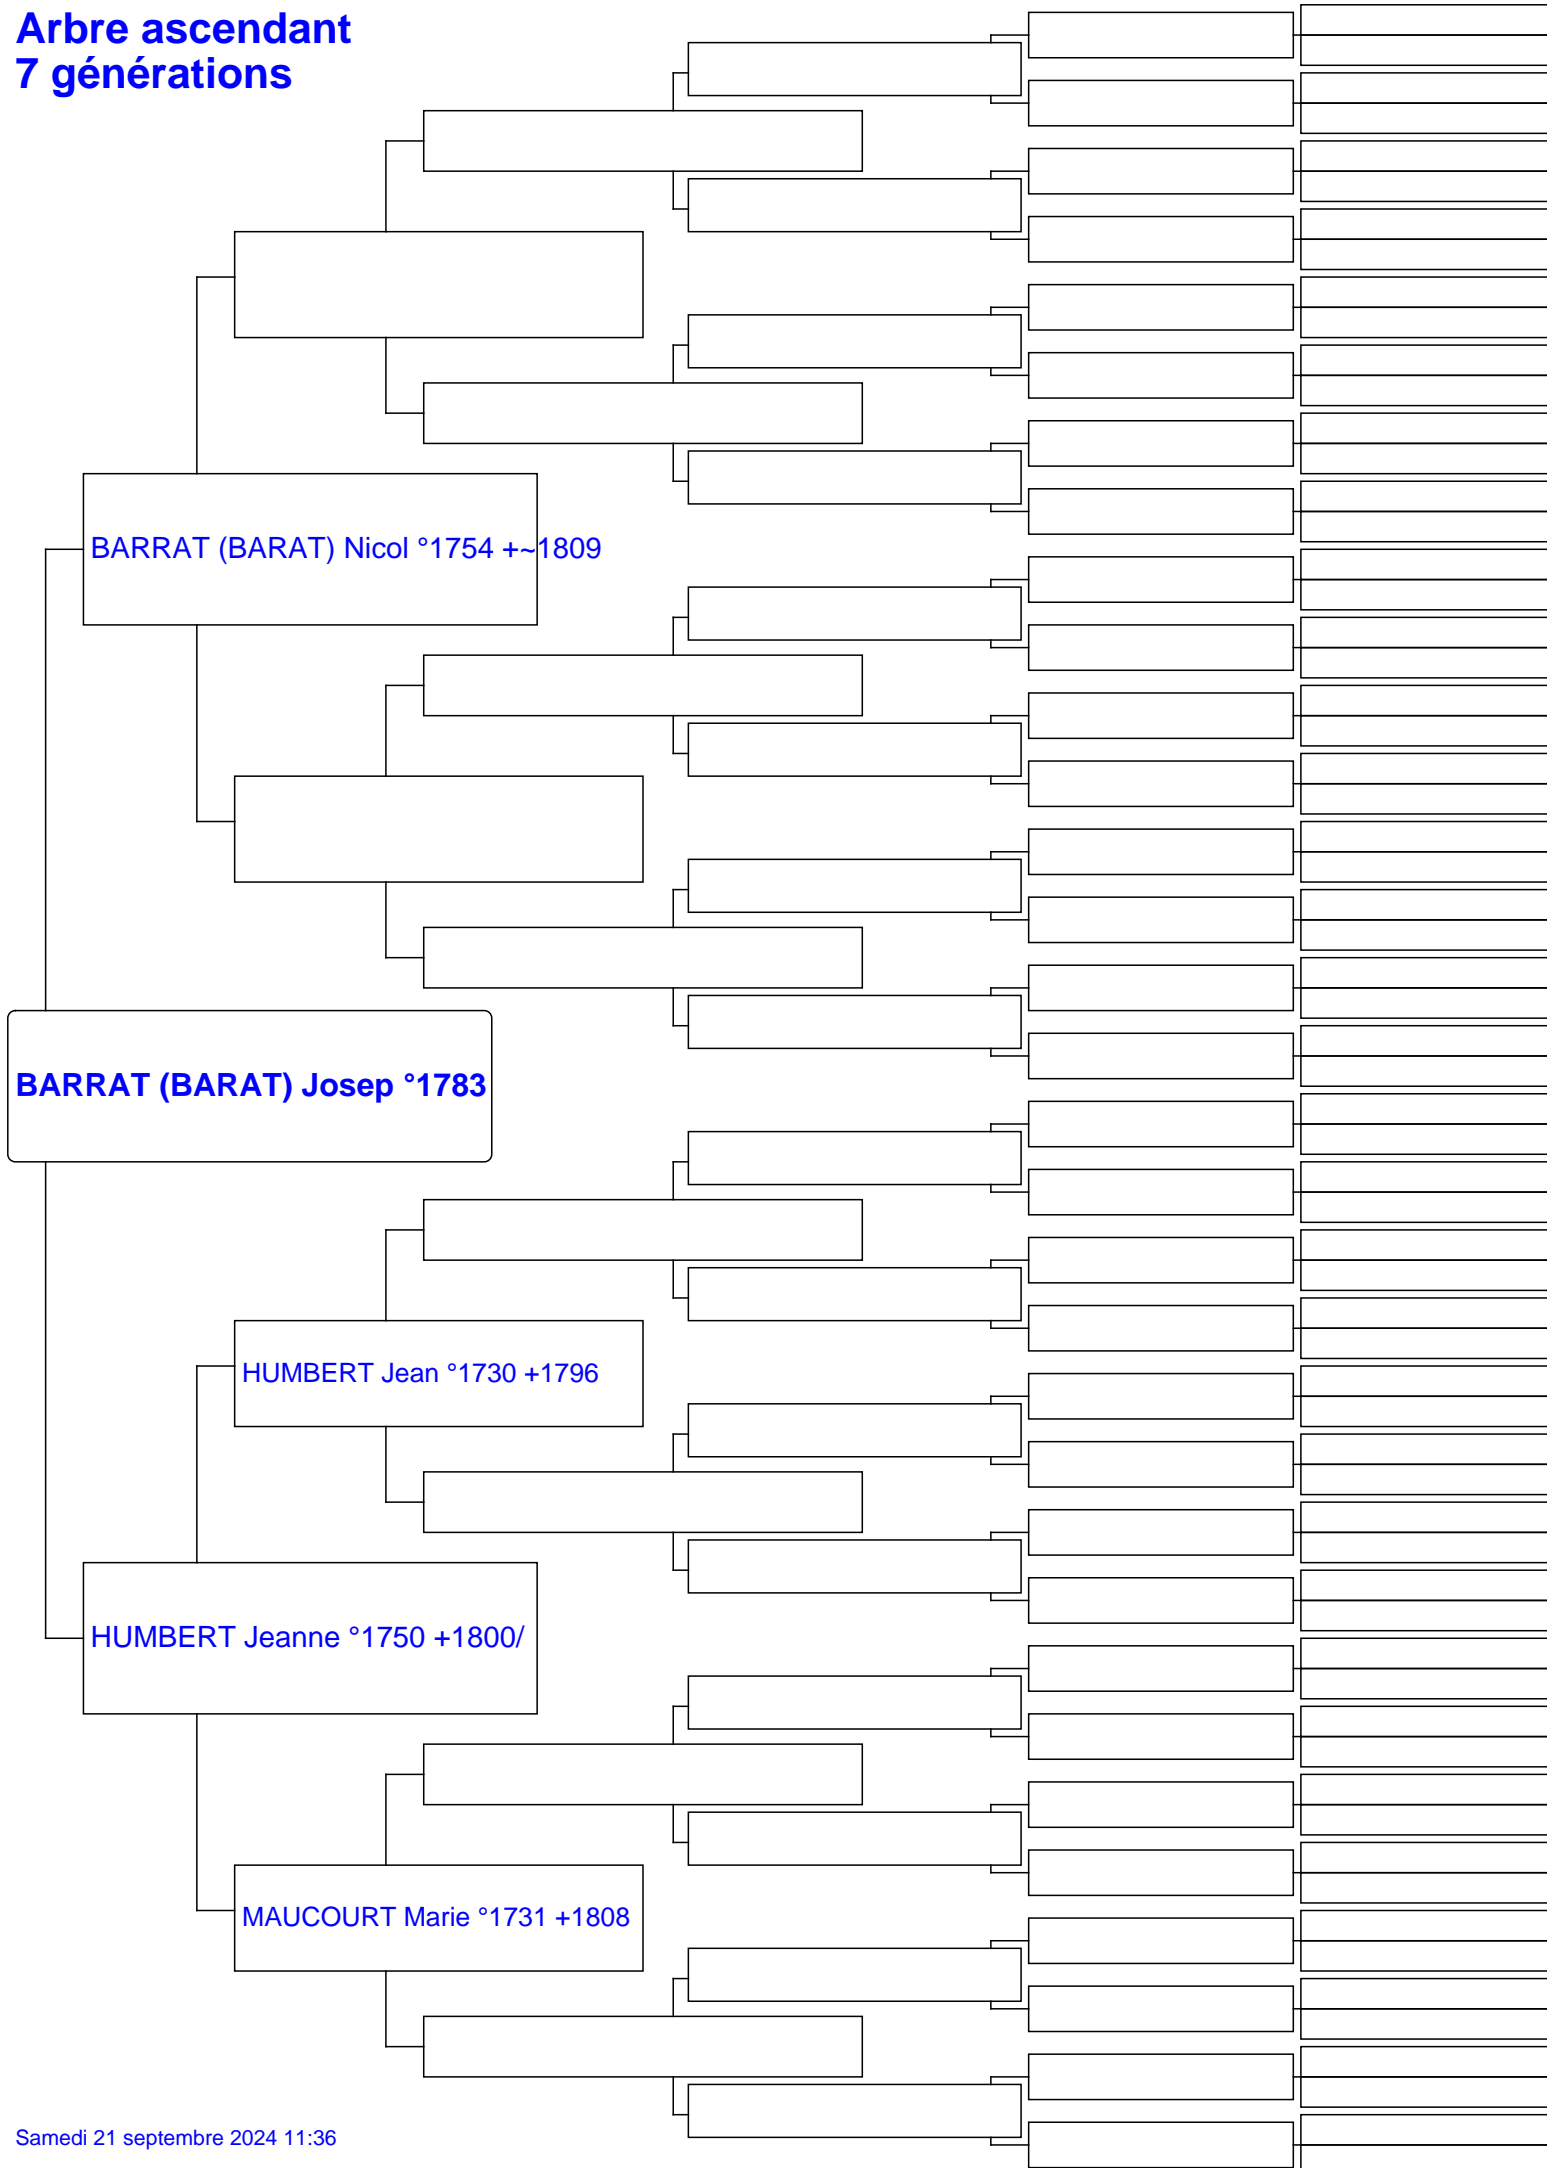 Arbre ascendant
7 générations
BARRAT (BARAT) Nicol °1754 +~1809
BARRAT (BARAT) Josep °1783
HUMBERT Jean °1730 +1796
HUMBERT Jeanne °1750 +1800/
MAUCOURT Marie °1731 +1808
Samedi 21 septembre 2024 11:36